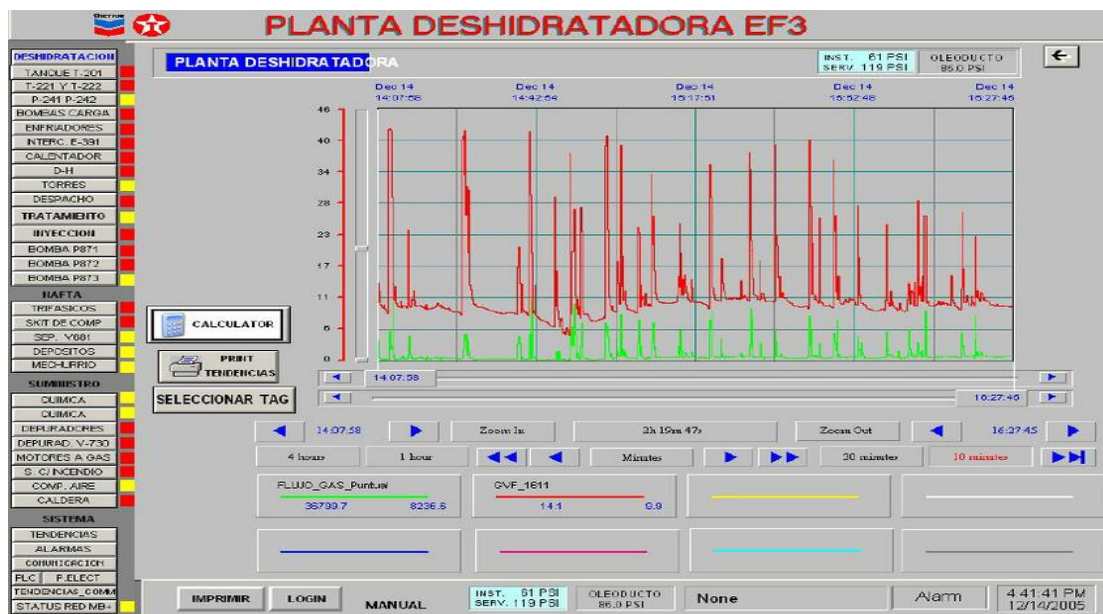 PLANTA DESHIDRATADORA EF3
DESHIDRATACION
TANQUE T-201
T-221 Y T-222
P-241 P-242
BOMBAS CARGA
ENFRIADORES
INTERC. E-391
CALENTADOR
D-H
TORRES
DESPACHO
TRATAMIENTO
INYECCION
BOMBA P871
BOMBA P872
BOMBA P873
NAFTA
TRIFASICOS
SKIT DE COMP
SEP. V681
DEPOSITOS
MECHURRIO
SUMINISTRO
QUIMICA
QUIMICA
DEPURADORES
DEPURAD. V-730
MOTORES A GAS
S. C/ INCENDIO
COMP. AIRE
CALDERA
SISTEMA
TENDENCIAS
ALARMAS
COMUNICACION
PLC P.ELECT
TENDENCIAS_COMM
STATUS RED MB+
PLANTA DESHIDRATADORA
INST. 61 PSI
SERV. 119 PSI
OLEODUCTO
86.0 PSI
Dec 14 Dec 14 Dec 14 Dec 14 Dec 14
14:07:58 14:42:54 15:17:51 15:52:48 16:27:45
46
40
34
28
23
17
11
6
0
CALCULATOR
PRINT
TENDENCIAS
SELECCIONAR TAG
14:07:58
16:27:45
14:07:58 Zoom In 2h 19m 47s Zoom Out 16:27:45
4 hours 1 hour Minutes 30 minutes 10 minutes
FLUJO_GAS_Puntual GVF_1611
36799.7 8236.6 14.1 9.9
IMPRIMIR LOGIN MANUAL
INST. 61 PSI
SERV. 119 PSI
OLEODUCTO
86.0 PSI
None
Alarm
4:41:41 PM
12/14/2005